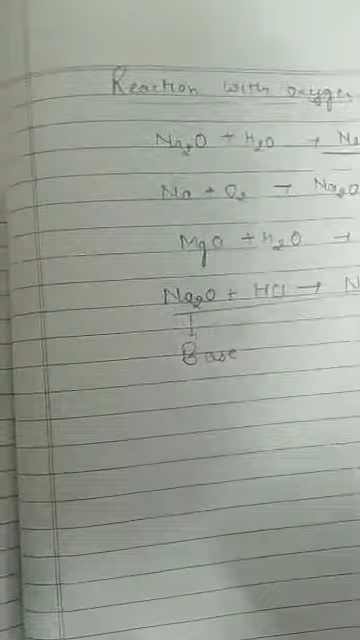 Reaction with oxygen
Na₂O + H₂O → Na
Na + O₂ → Na₂O
MgO + H₂O →
Na₂O + HCl → N
Base